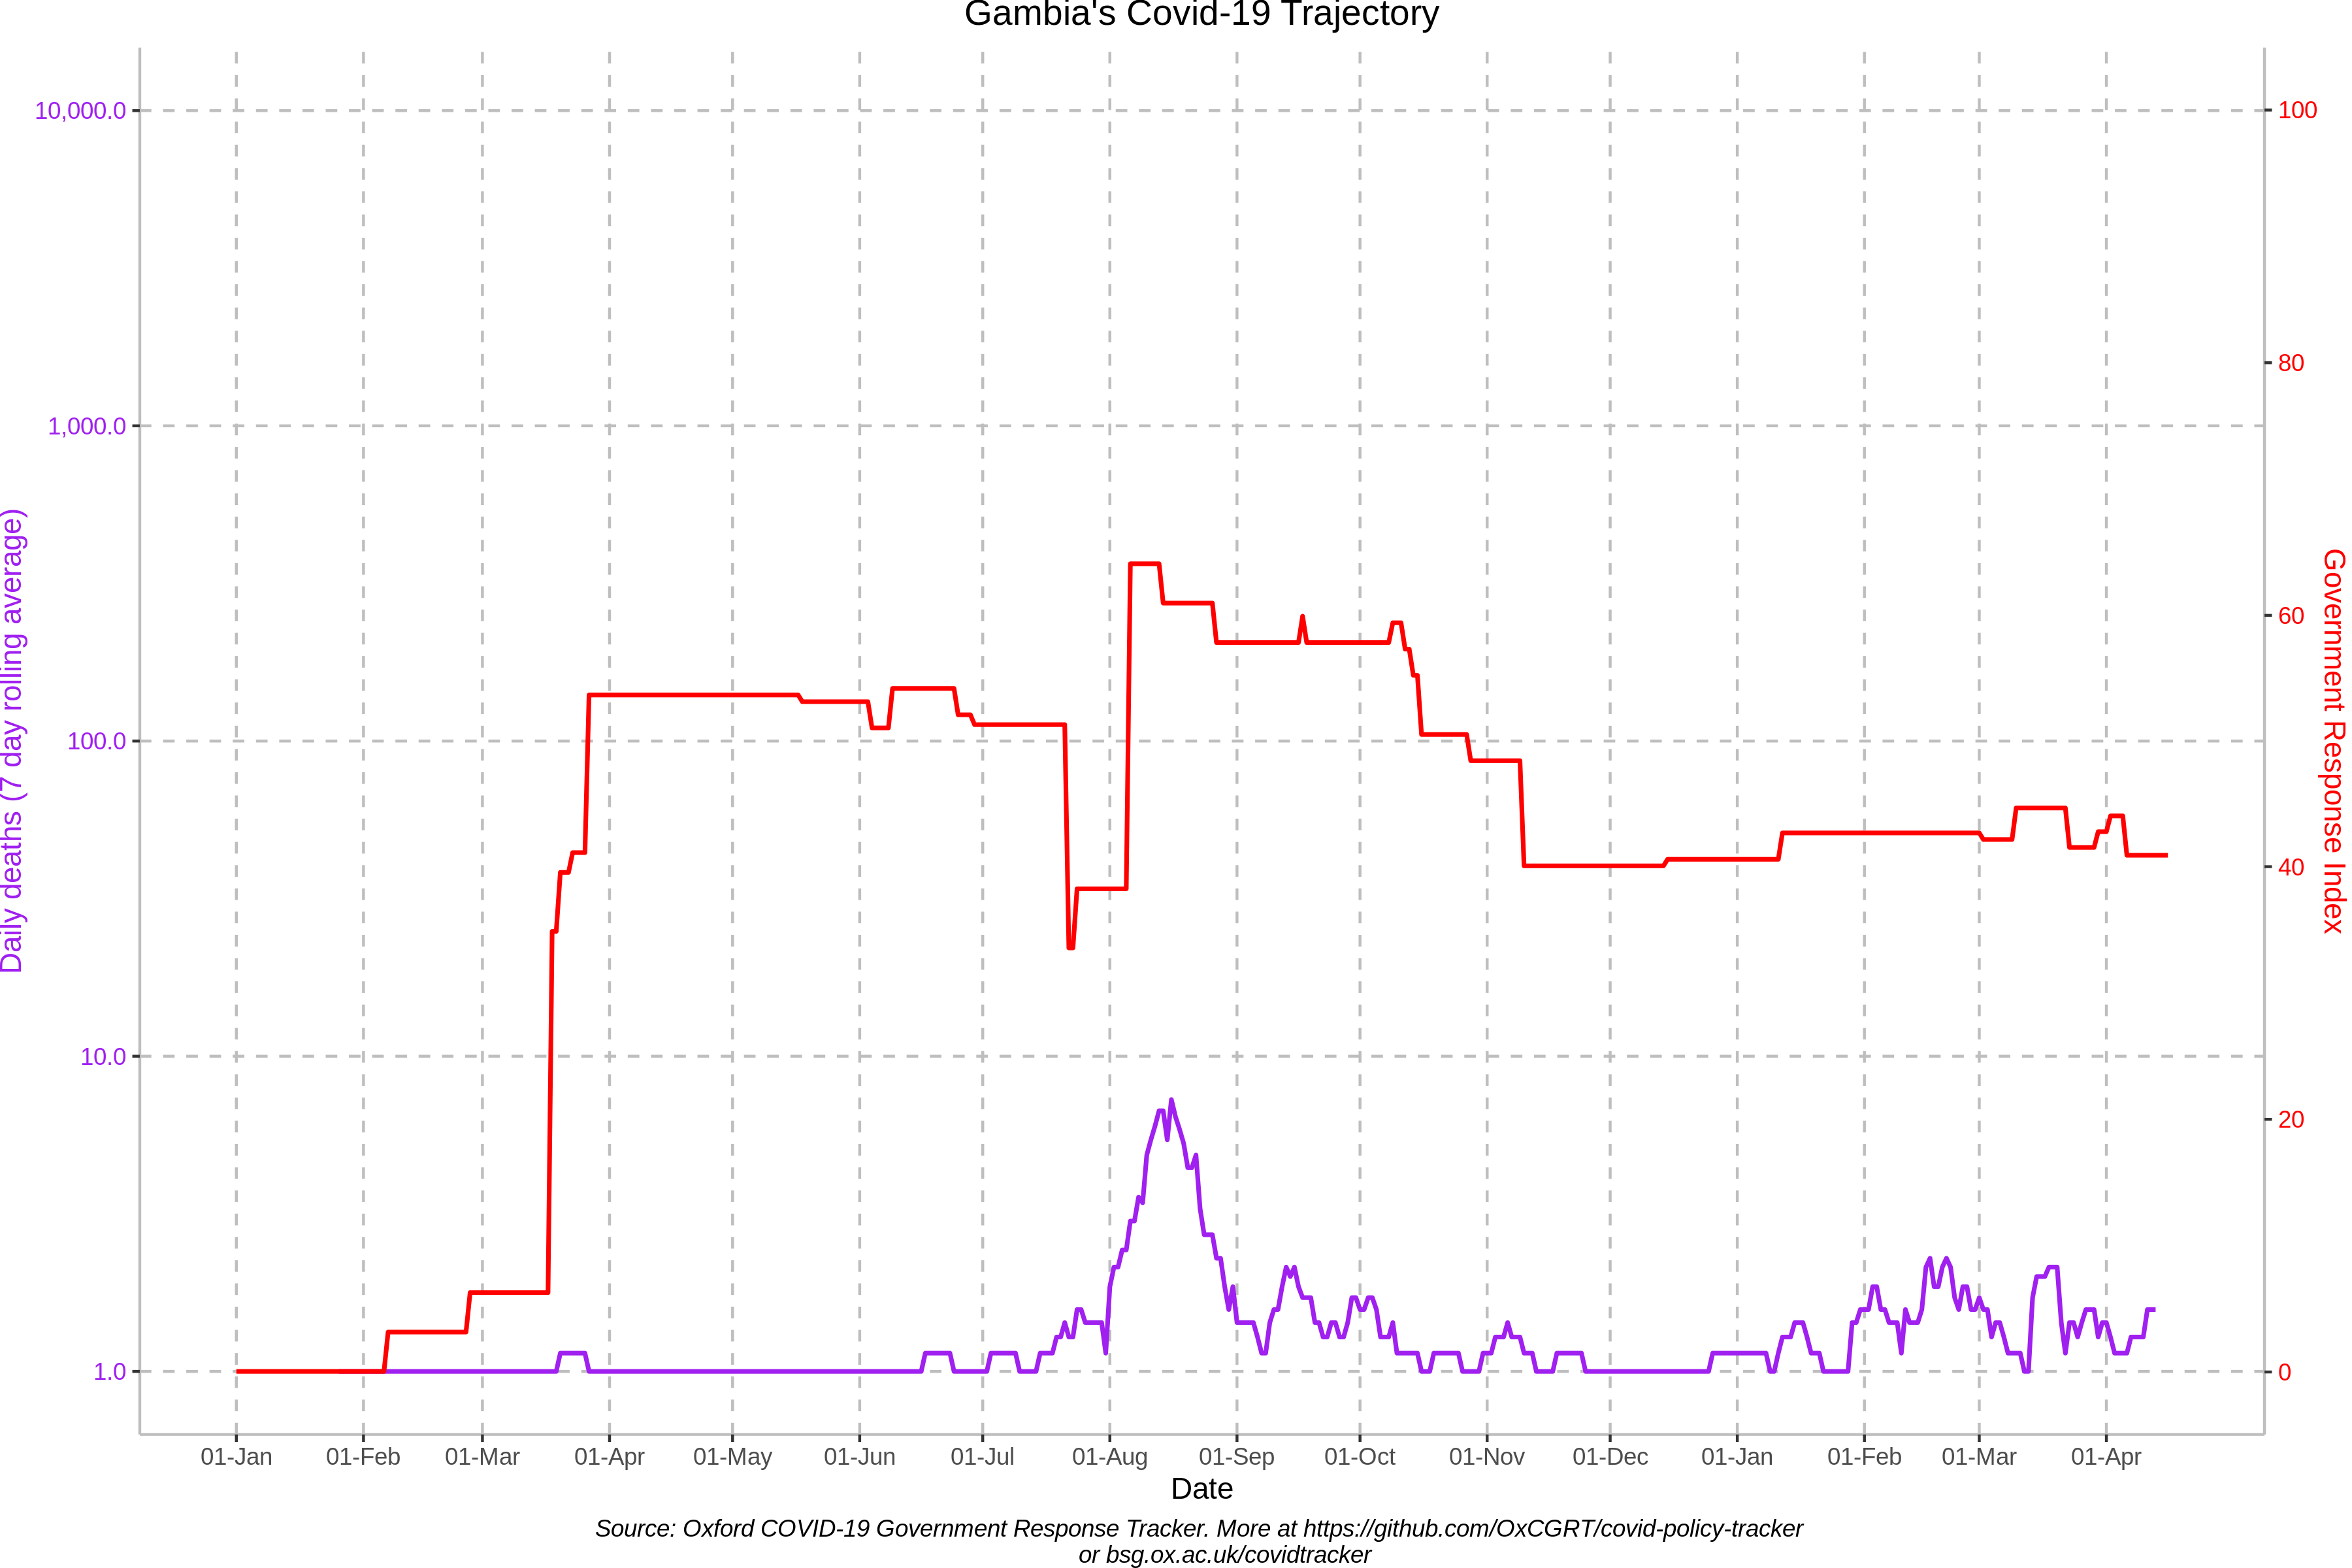 Gambia's Covid-19 Trajectory
10,000.0
1,000.0
100.0
10.0
1.0
Daily deaths (7 day rolling average)
100
80
60
40
20
0
Government Response Index
01-Jan 01-Feb 01-Mar 01-Apr 01-May 01-Jun 01-Jul 01-Aug 01-Sep 01-Oct 01-Nov 01-Dec 01-Jan 01-Feb 01-Mar 01-Apr
Date
Source: Oxford COVID-19 Government Response Tracker. More at https://github.com/OxCGRT/covid-policy-tracker
or bsg.ox.ac.uk/covidtracker